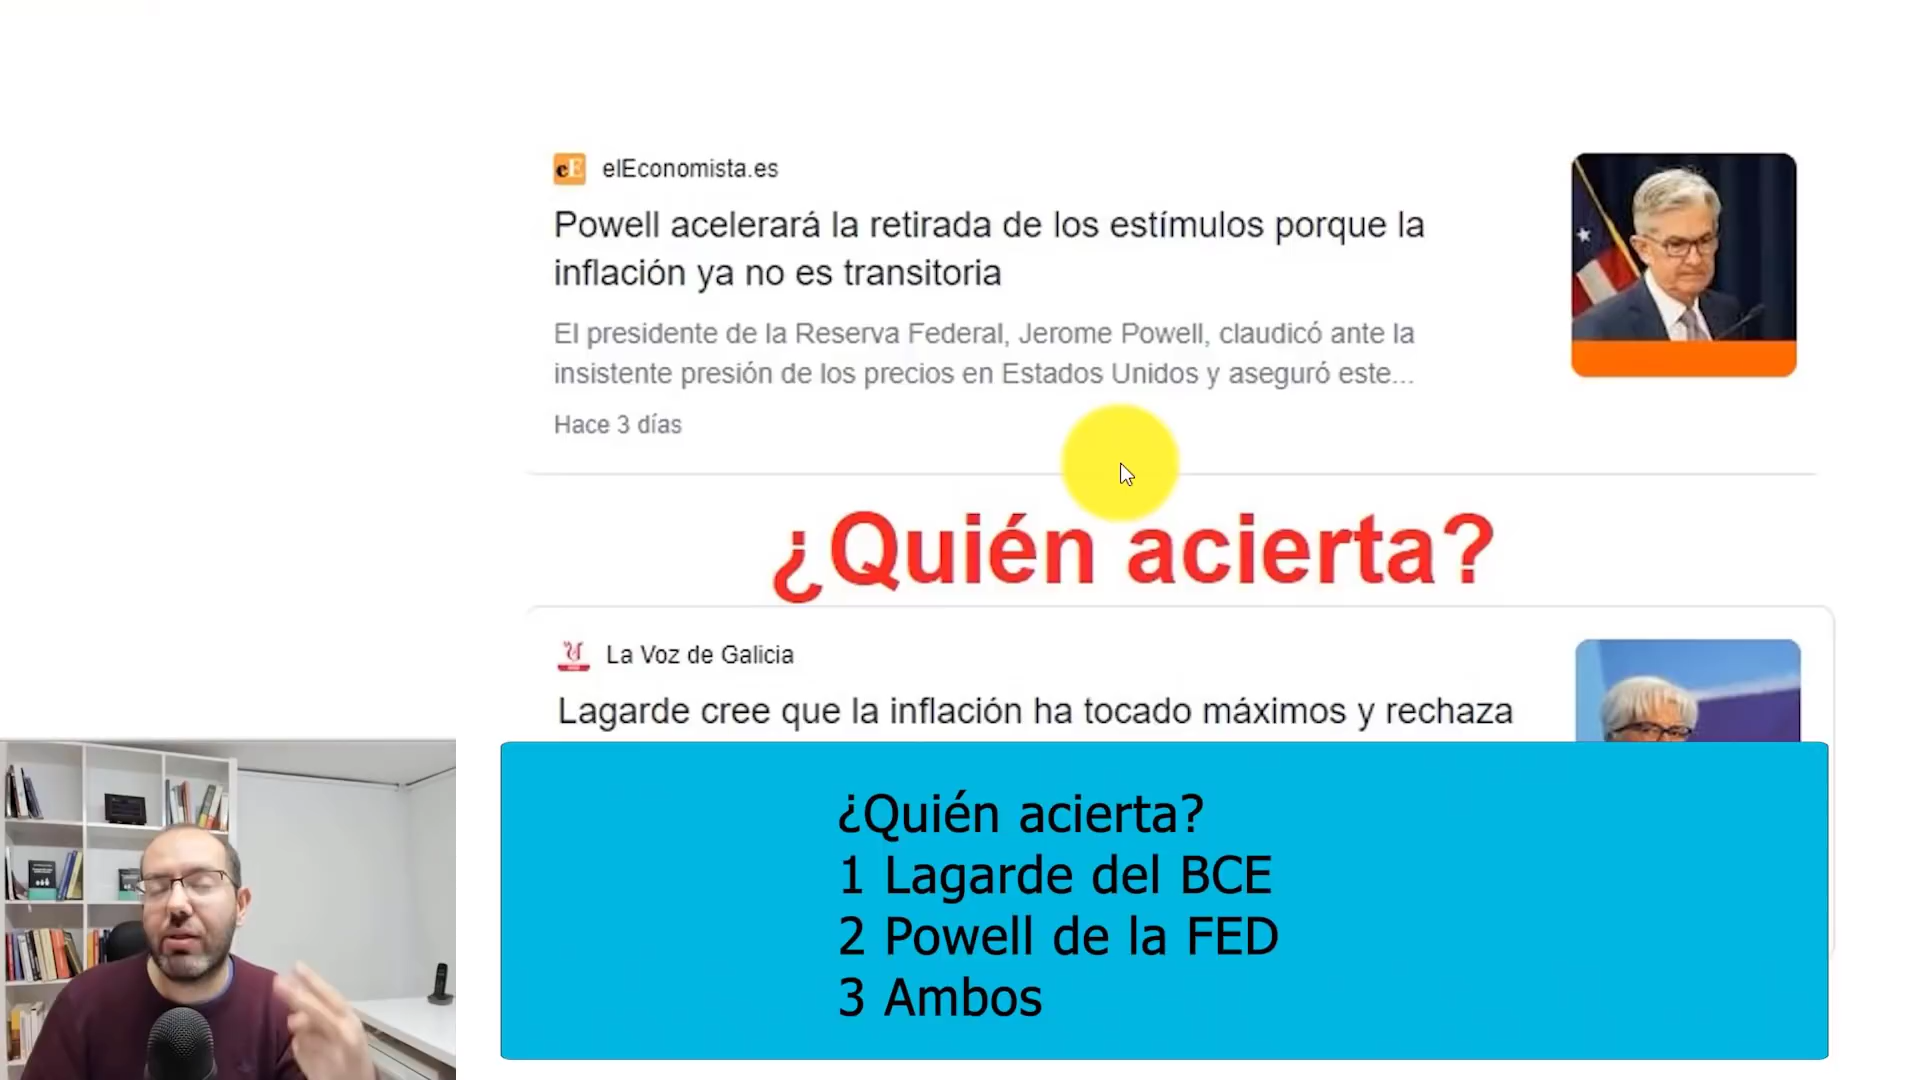 elEconomista.es
Powell acelerará la retirada de los estímulos porque la
inflación ya no es transitoria
El presidente de la Reserva Federal, Jerome Powell, claudicó ante la
insistente presión de los precios en Estados Unidos y aseguró este...
Hace 3 días
¿Quién acierta?
La Voz de Galicia
Lagarde cree que la inflación ha tocado máximos y rechaza
¿Quién acierta?
1 Lagarde del BCE
2 Powell de la FED
3 Ambos